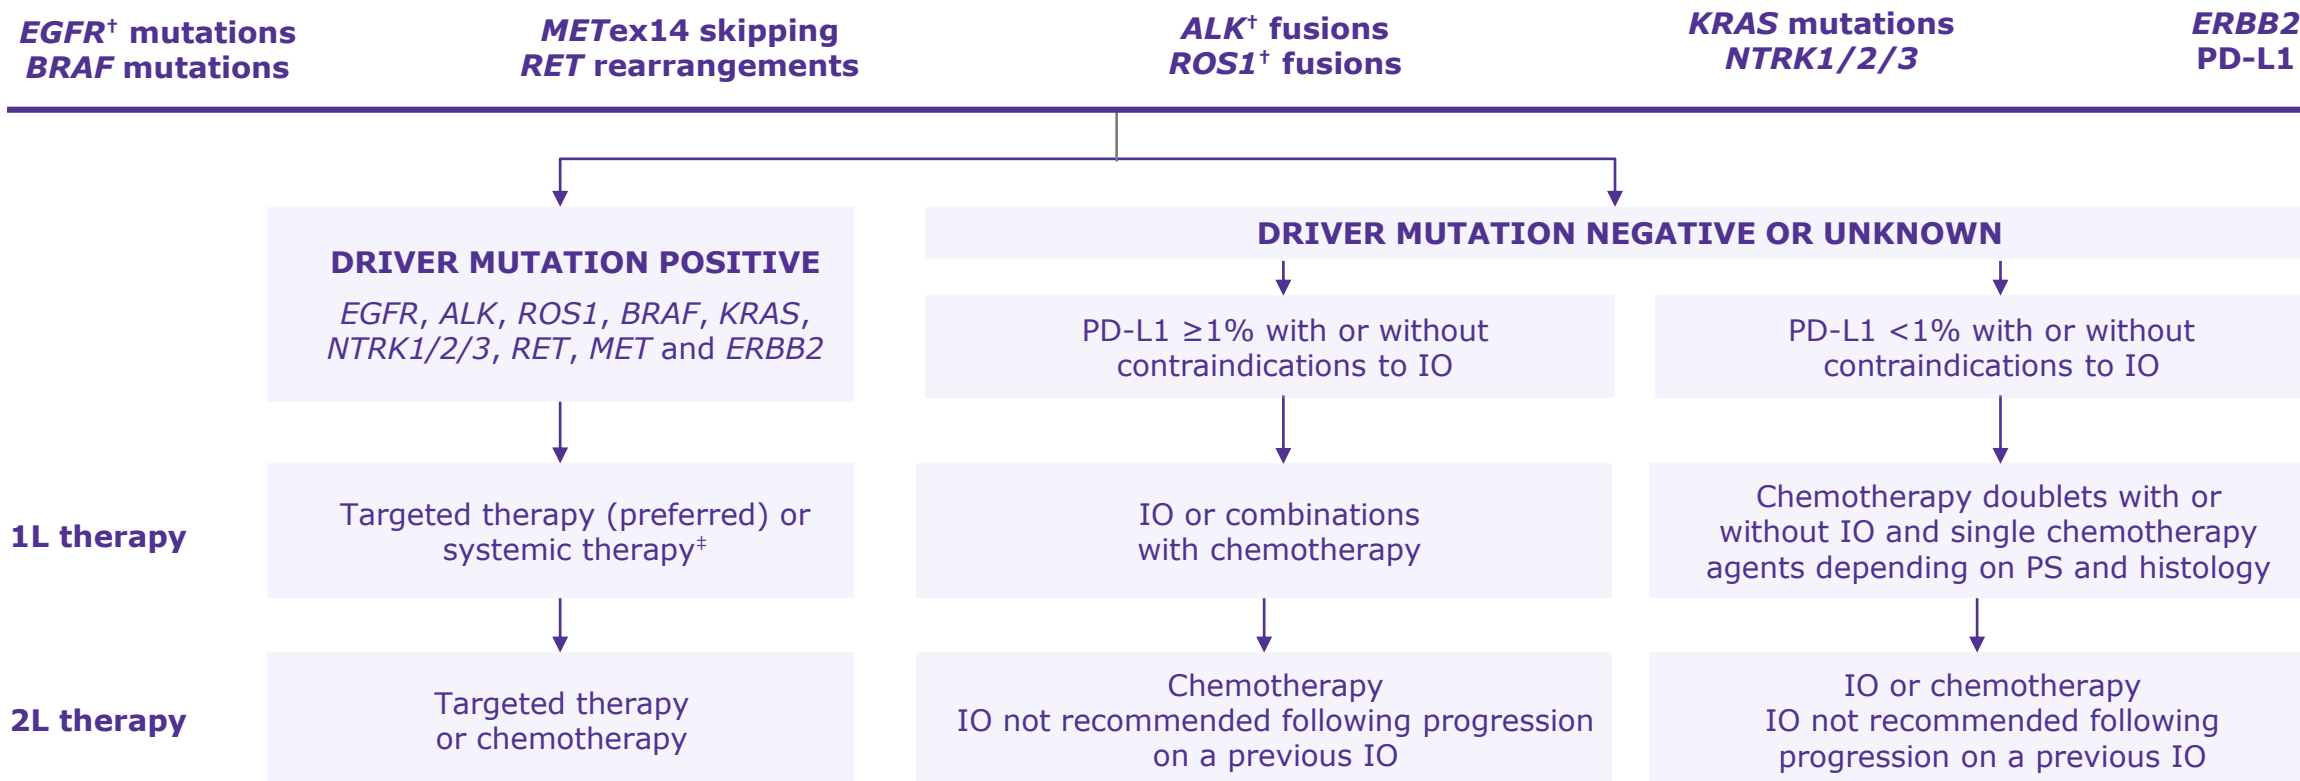 EGFR† mutations
BRAF mutations
METex14 skipping
RET rearrangements
ALK† fusions
ROS1† fusions
KRAS mutations
NTRK1/2/3
ERBB2
PD-L1
DRIVER MUTATION POSITIVE
EGFR, ALK, ROS1, BRAF, KRAS,
NTRK1/2/3, RET, MET and ERBB2
DRIVER MUTATION NEGATIVE OR UNKNOWN
PD-L1 ≥1% with or without
contraindications to IO
PD-L1 <1% with or without
contraindications to IO
1L therapy
Targeted therapy (preferred) or
systemic therapy‡
IO or combinations
with chemotherapy
Chemotherapy doublets with or
without IO and single chemotherapy
agents depending on PS and histology
2L therapy
Targeted therapy
or chemotherapy
Chemotherapy
IO not recommended following progression
on a previous IO
IO or chemotherapy
IO not recommended following
progression on a previous IO